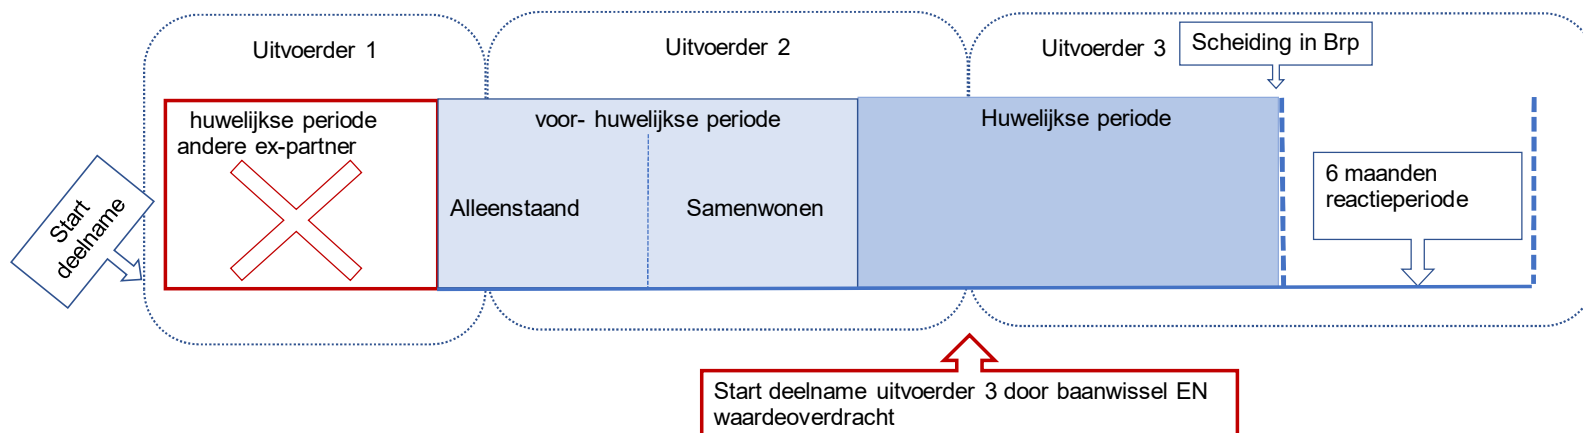 Uitvoerder 1
Uitvoerder 2
Uitvoerder 3
Scheiding in Brp
huwelijkse periode
andere ex-partner
voor- huwelijkse periode
Huwelijkse periode
6 maanden
reactieperiode
Start
deelname
Alleenstaand
Samenwonen
Start deelname uitvoerder 3 door baanwissel EN
waardeoverdracht